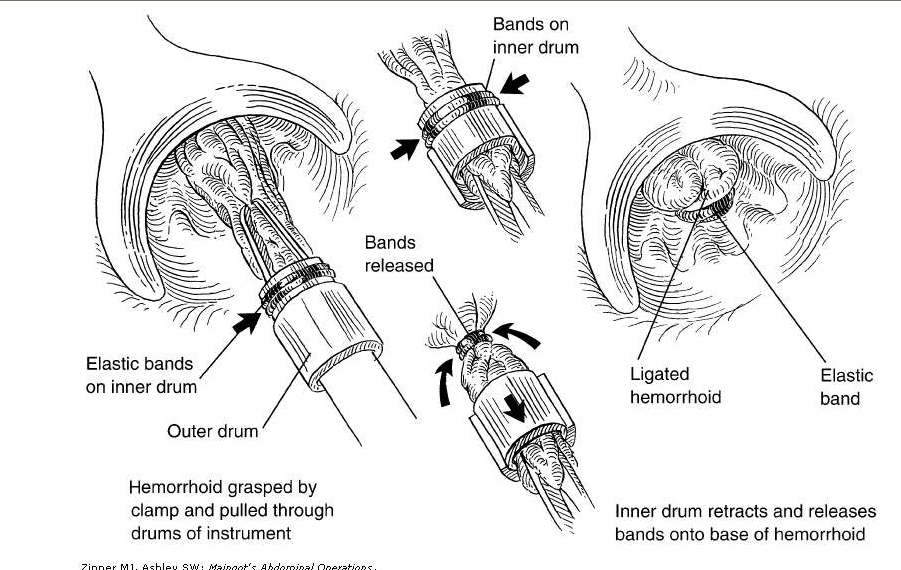 Bands on
inner drum
Bands
released
Elastic bands
on inner drum
Outer drum
Ligated
hemorrhoid
Elastic
band
Hemorrhoid grasped by
clamp and pulled through
drums of instrument
Inner drum retracts and releases
bands onto base of hemorrhoid
Zinner MJ, Ashley SW: Maingot's Abdominal Operations,